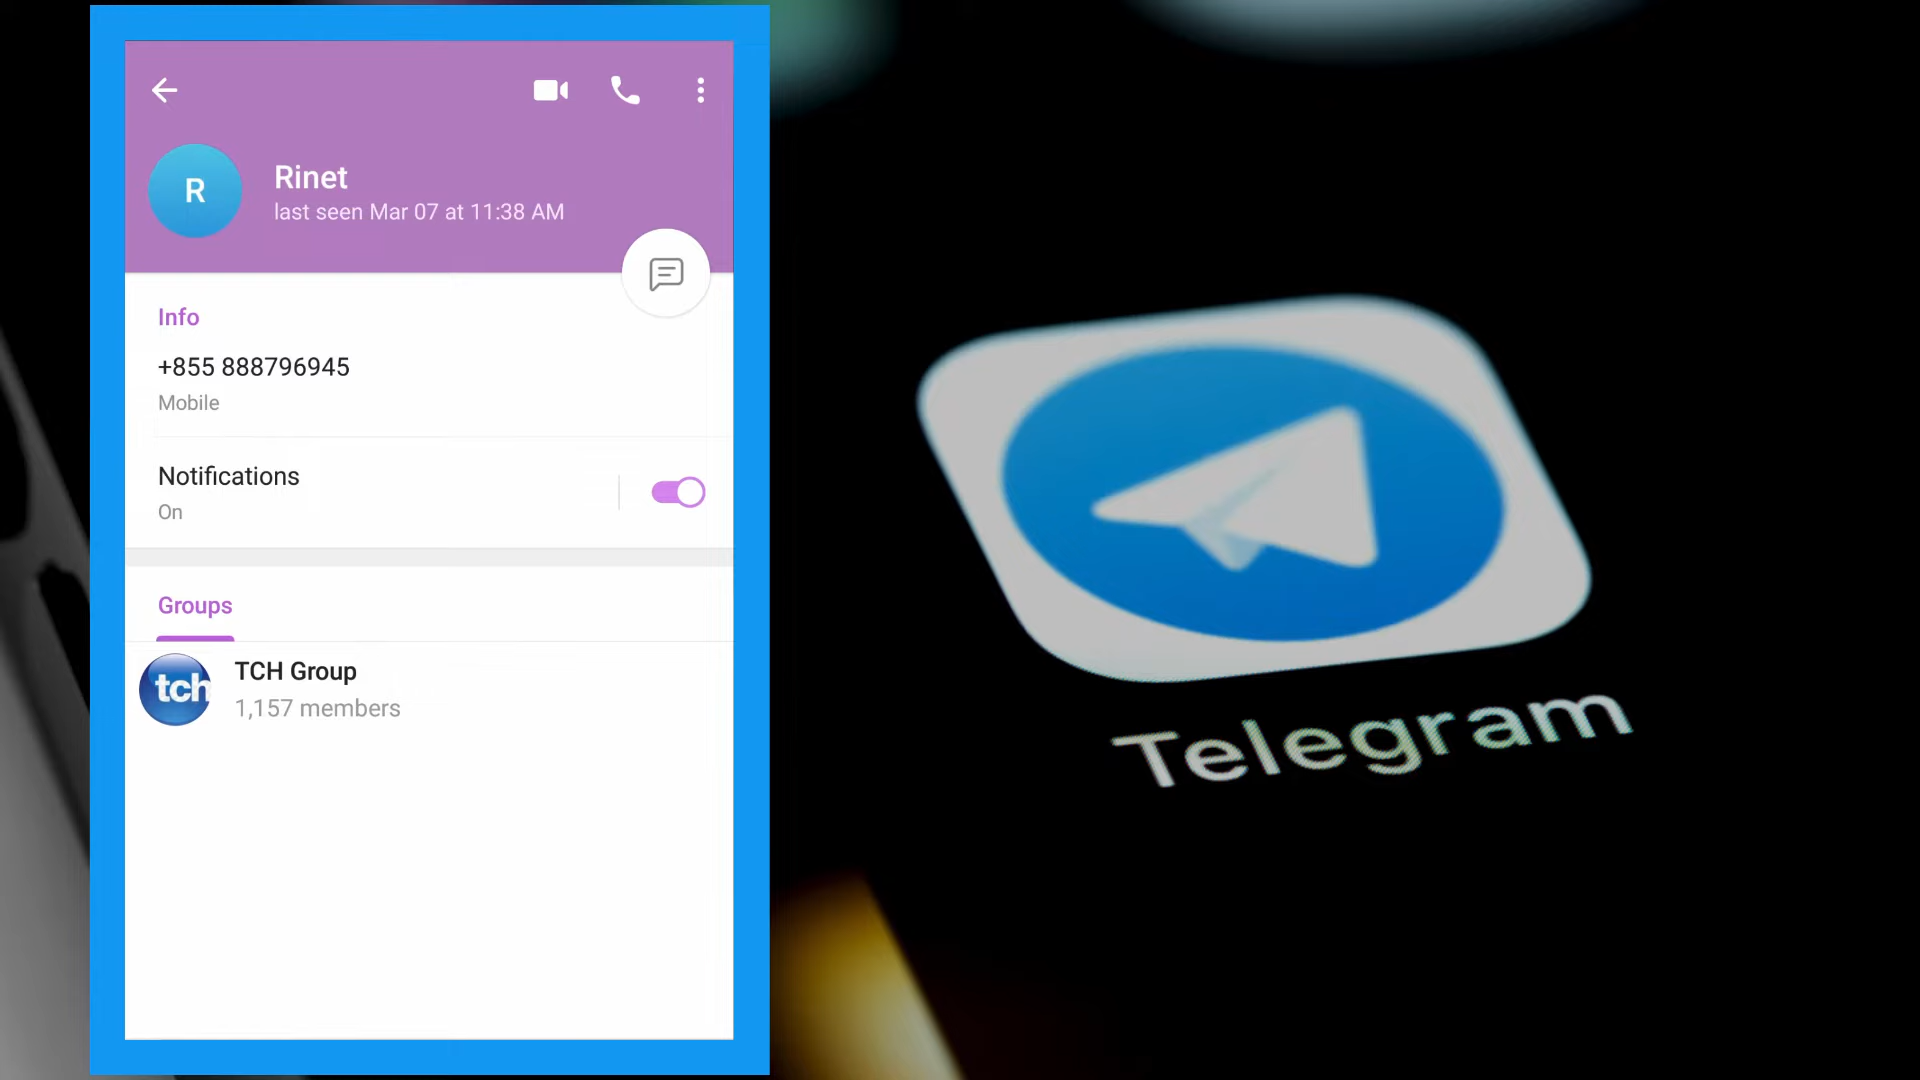 R
Rinet
last seen Mar 07 at 11:38 AM
Info
+855 888796945
Mobile
Notifications
On
Groups
tch
TCH Group
1,157 members
Telegram